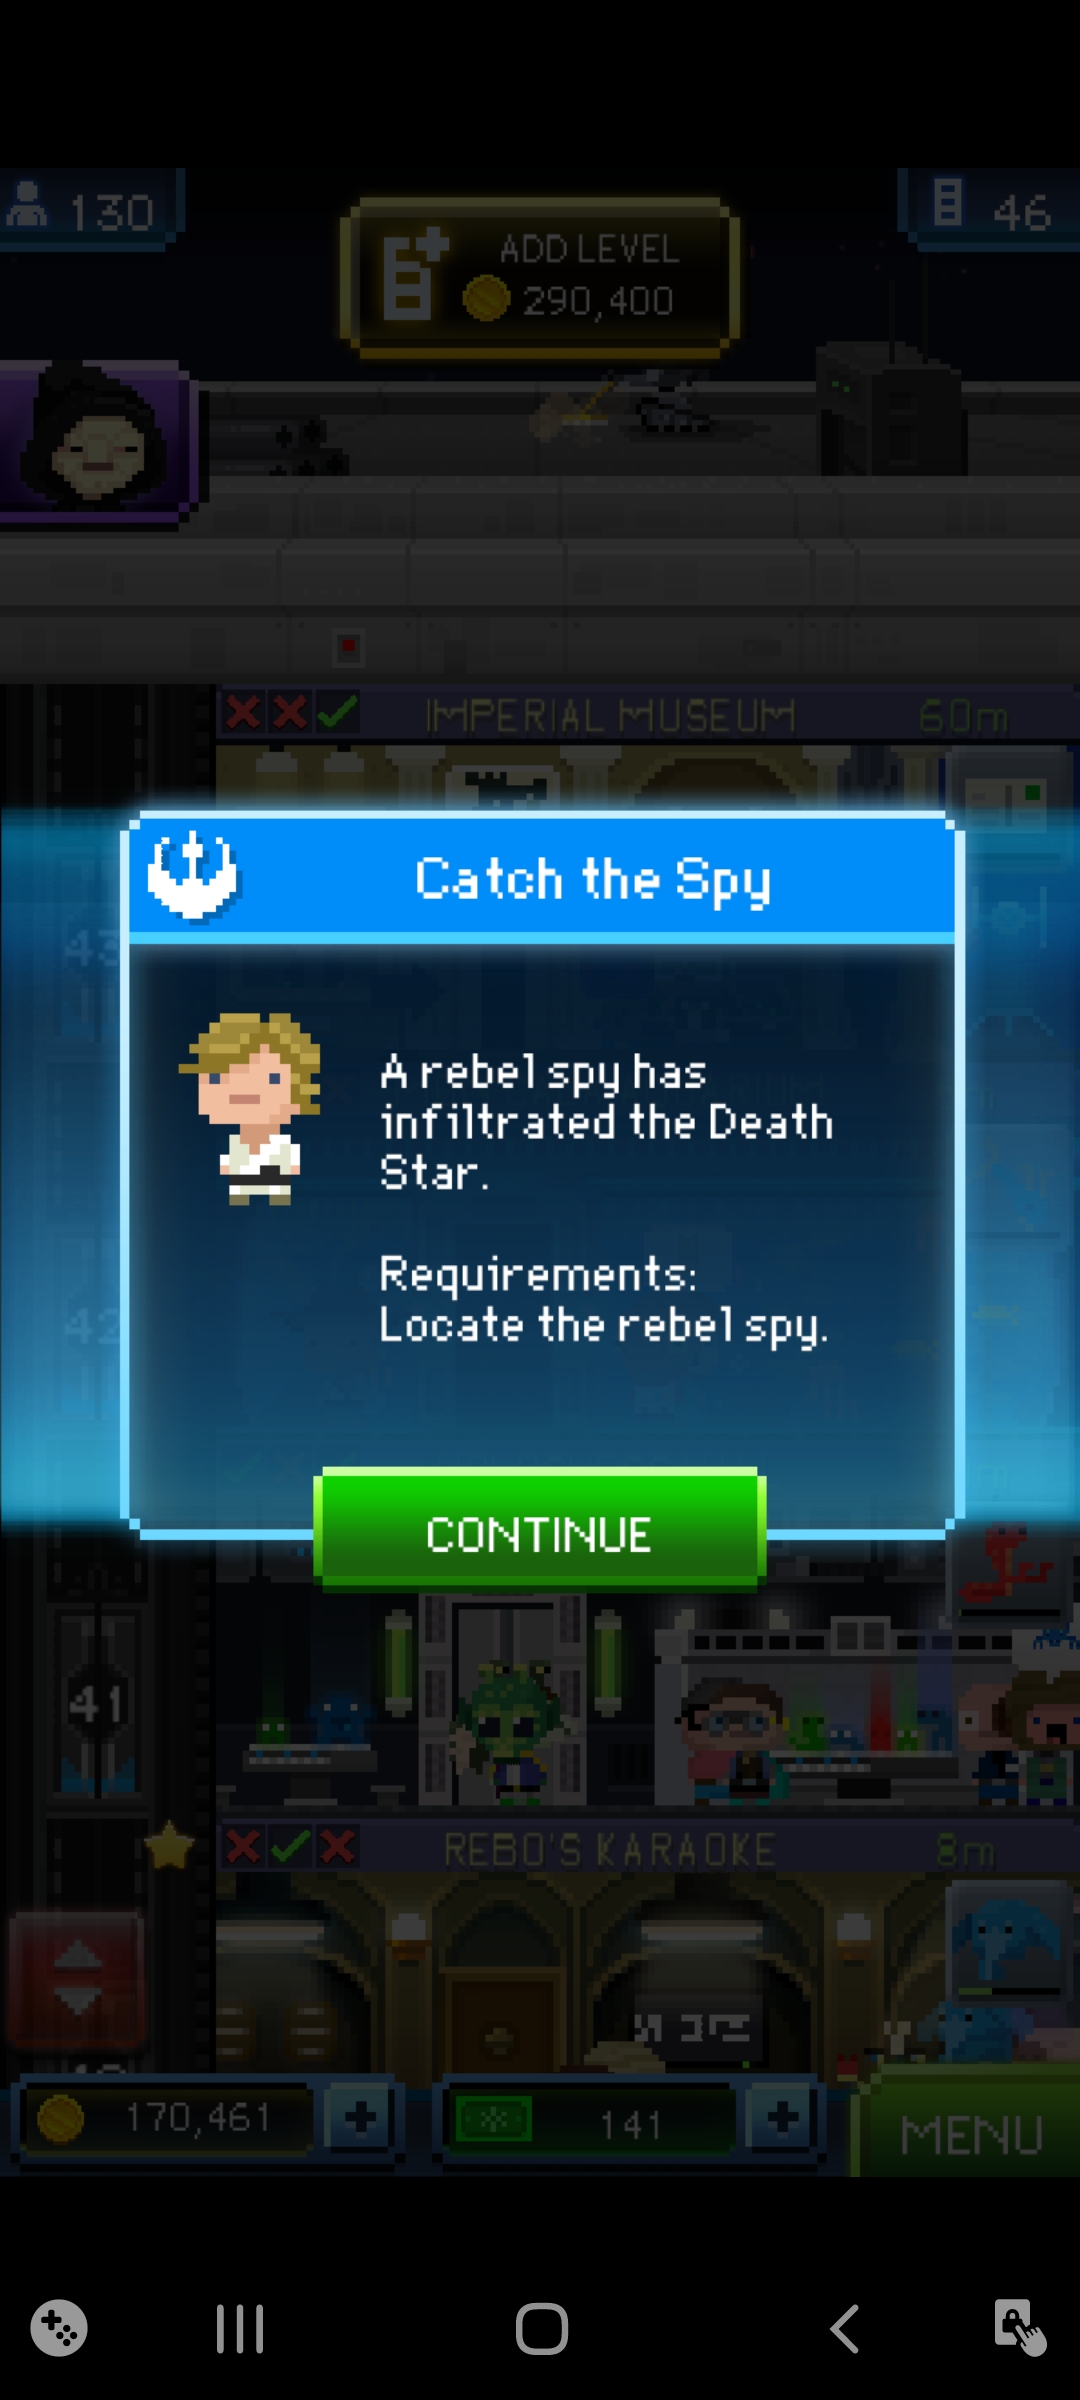 130
ADD LEVEL
290,400
46
IMPERIAL MUSEUM
60m
Catch the Spy
43
A rebel spy has
infiltrated the Death
Star.
Requirements:
Locate the rebel spy.
42
CONTINUE
41
REBO'S KARAOKE
8m
170,461
141
MENU